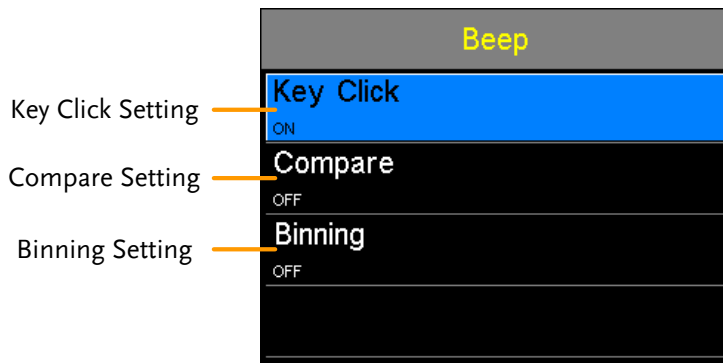 Beep
Key Click Setting
Key Click
ON
Compare Setting
Compare
OFF
Binning Setting
Binning
OFF